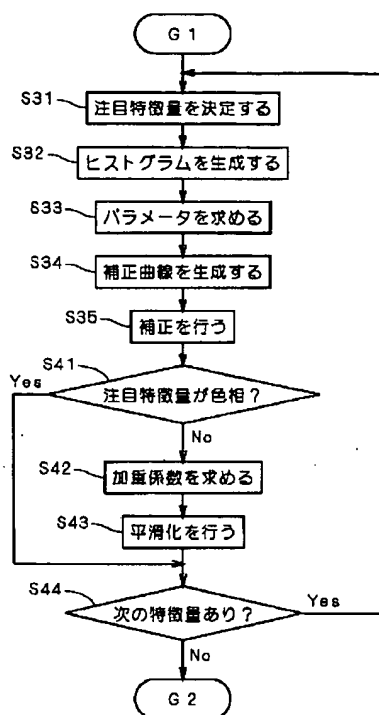 G1
S31
注目特徴量を決定する
S32
ヒストグラムを生成する
S33
パラメータを求める
S34
補正曲線を生成する
S35
補正を行う
S41
Yes
注目特徴量が色相?
No
S42
加重係数を求める
S43
平滑化を行う
S44
次の特徴量あり?
Yes
No
G2